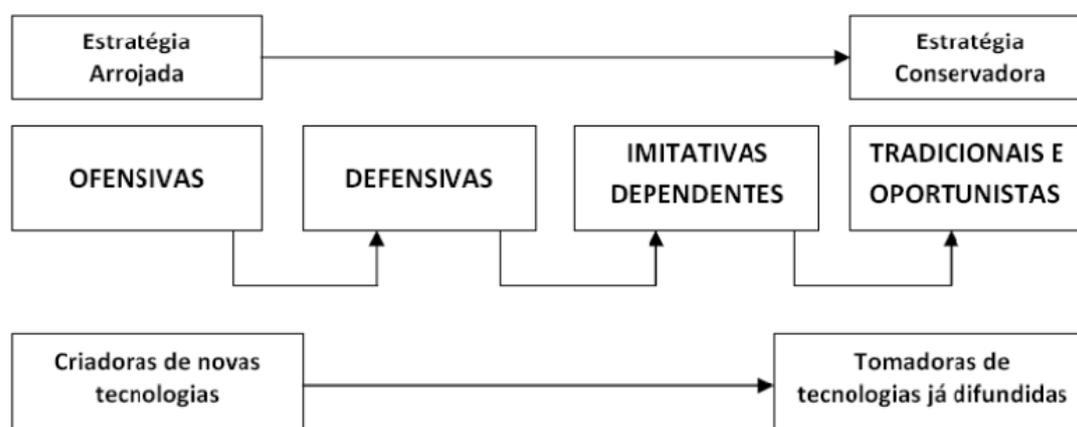 Estratégia
Arrojada
Estratégia
Conservadora
OFENSIVAS
DEFENSIVAS
IMITATIVAS
DEPENDENTES
TRADICIONAIS E
OPORTUNISTAS
Criadoras de novas
tecnologias
Tomadoras de
tecnologias já difundidas